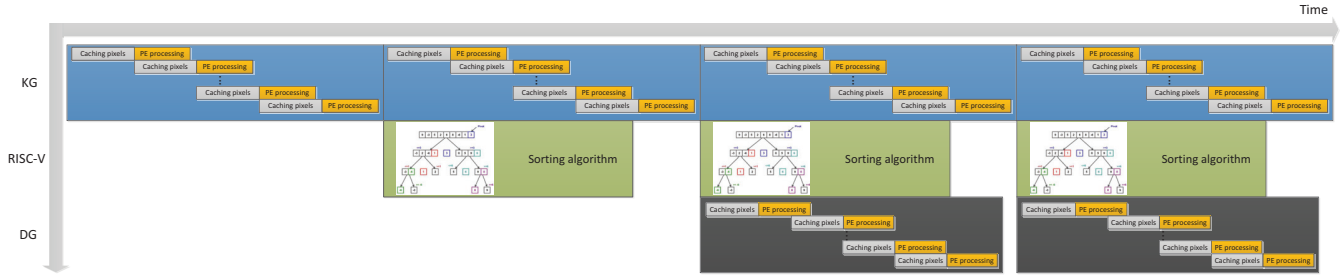 Time
KG
Caching pixels PE processing Caching pixels PE processing Caching pixels PE processing Caching pixels PE processing
Caching pixels PE processing Caching pixels PE processing Caching pixels PE processing Caching pixels PE processing
Caching pixels PE processing Caching pixels PE processing Caching pixels PE processing Caching pixels PE processing
Caching pixels PE processing Caching pixels PE processing Caching pixels PE processing Caching pixels PE processing
RISC-V
Sorting algorithm Sorting algorithm Sorting algorithm
DG
Caching pixels PE processing Caching pixels PE processing
Caching pixels PE processing Caching pixels PE processing
Caching pixels PE processing Caching pixels PE processing
Caching pixels PE processing Caching pixels PE processing